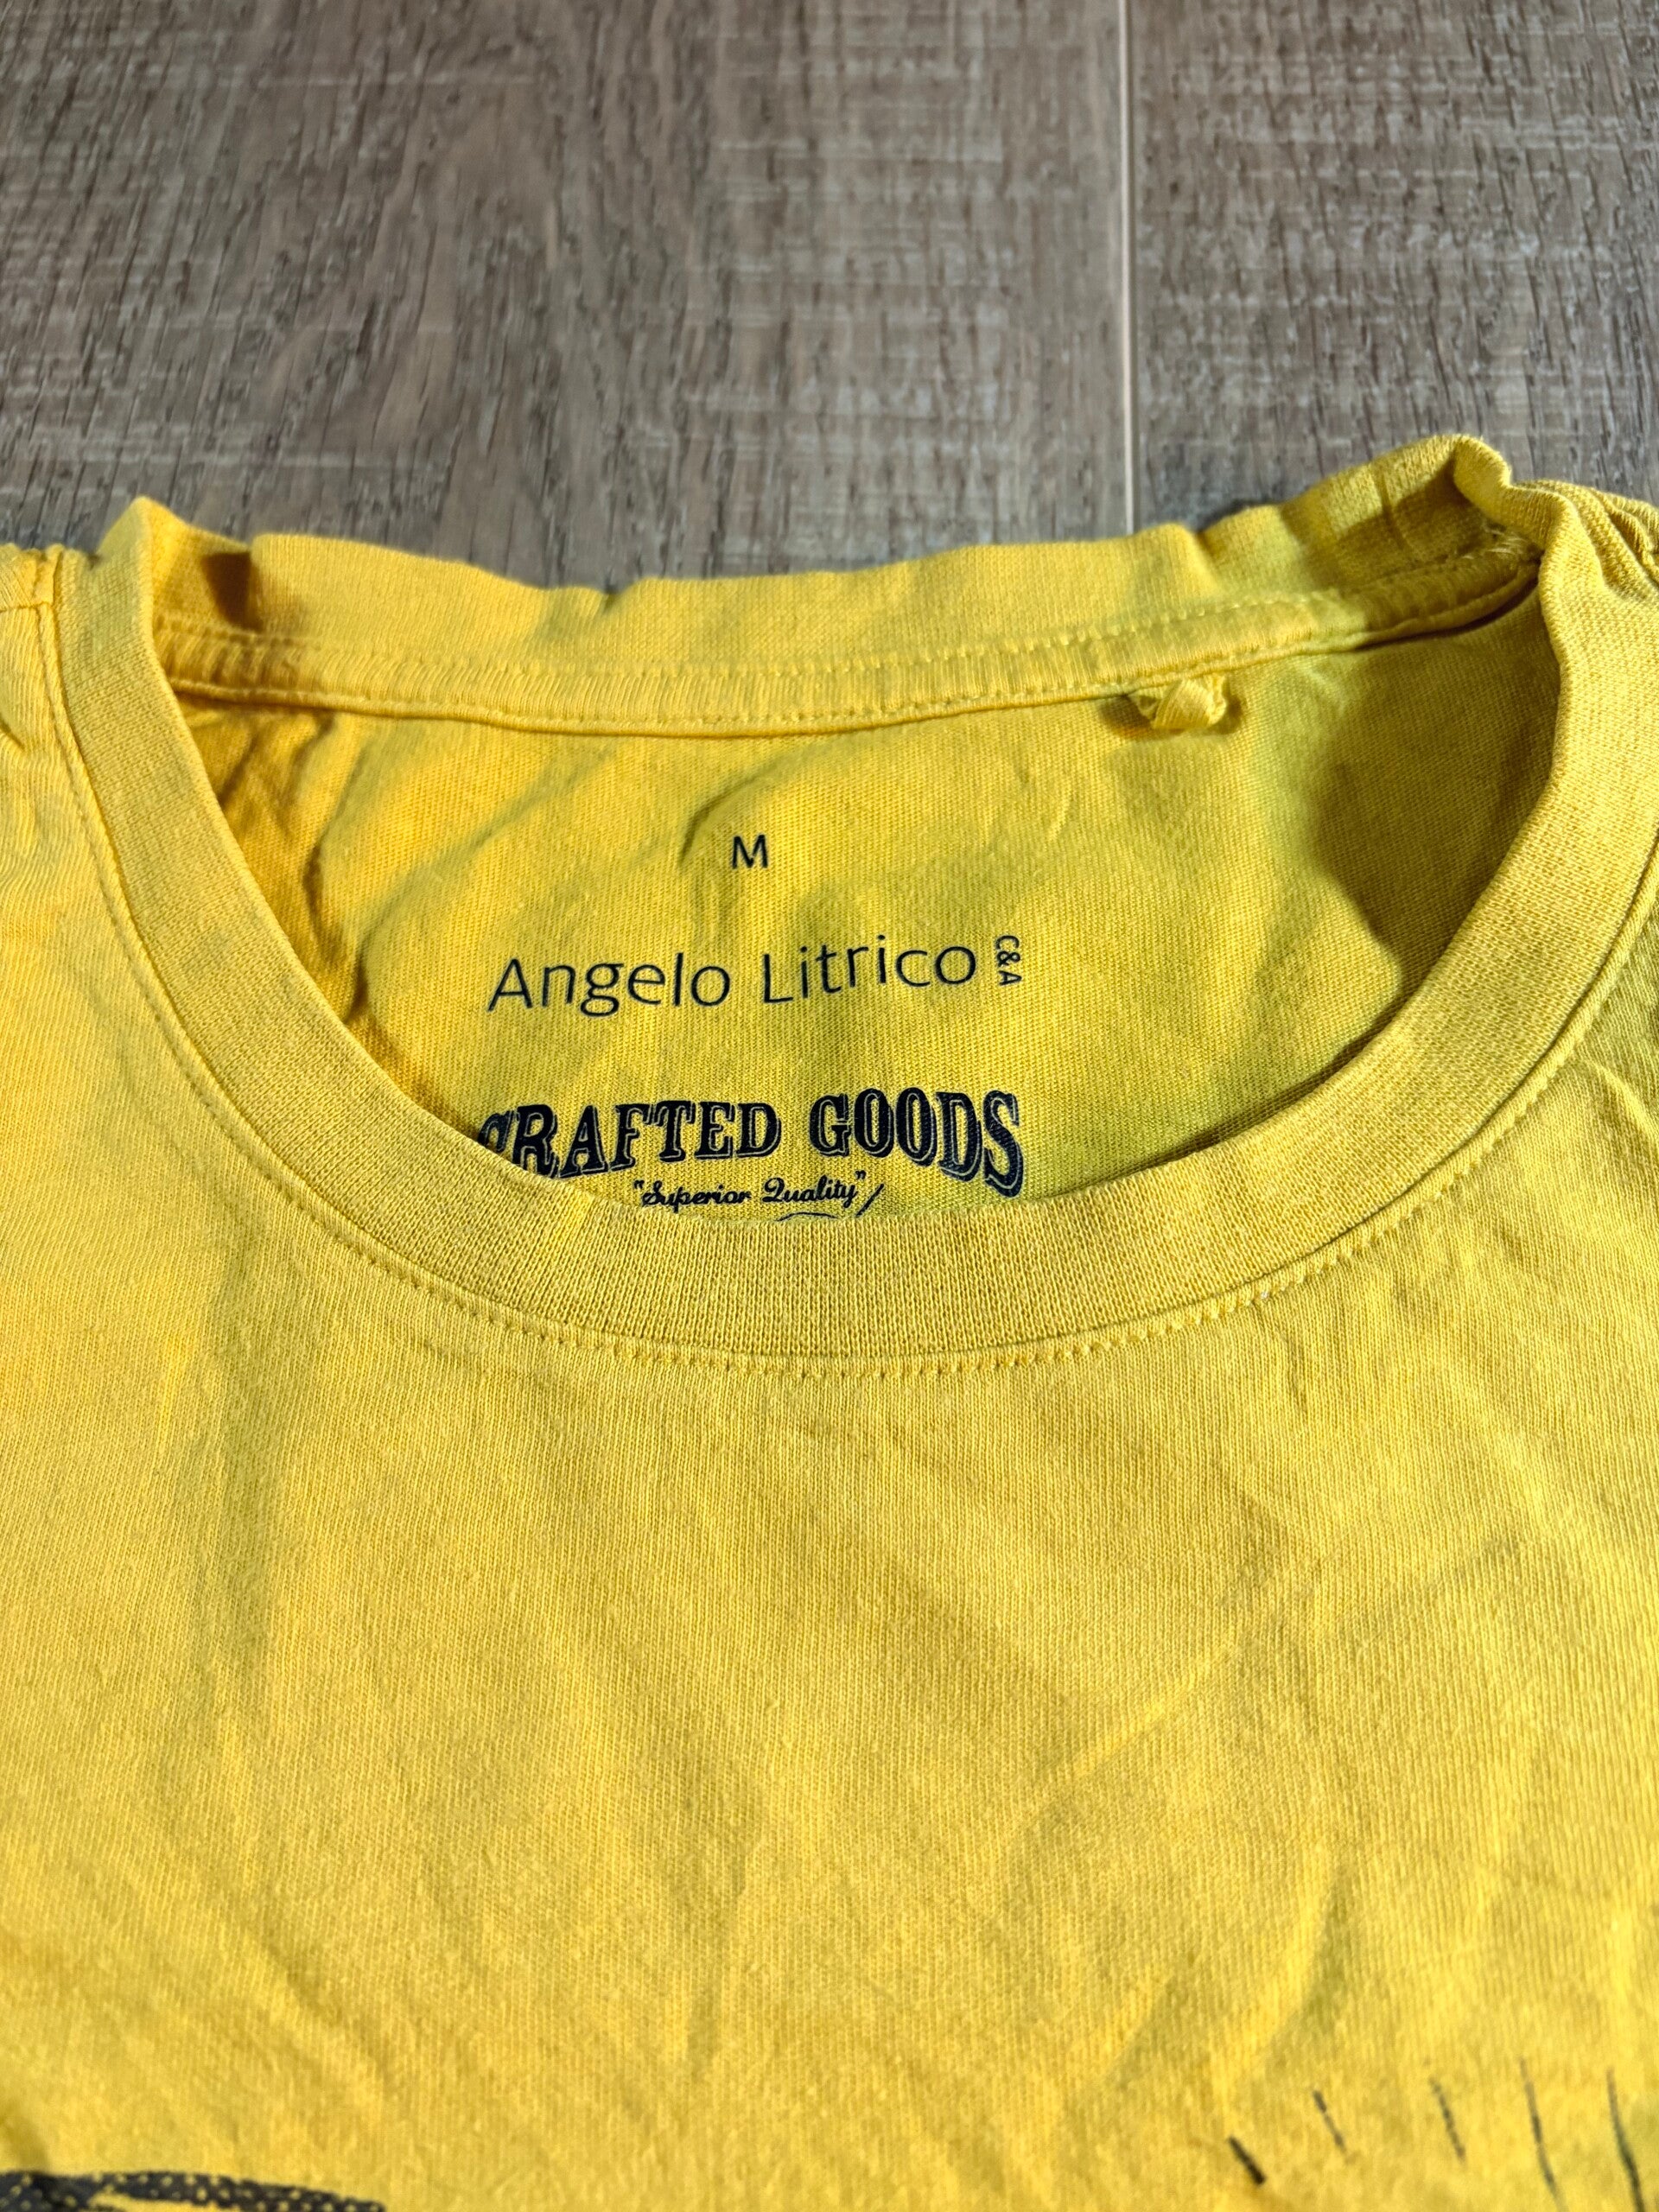 M
Angelo Litrico C&A
CRAFTED GOODS
"Superior Quality"